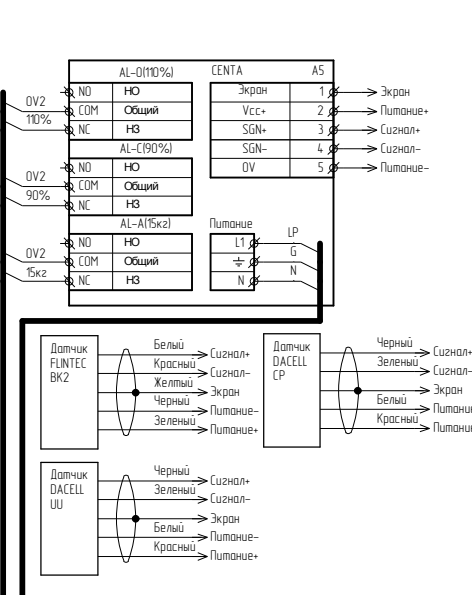 AL-O(110%) CENTA A5
NO НО Экран 1 Экран
0V2 COM Общий Vcc+ 2 Питание+
110% NC НЗ SGN+ 3 Сигнал+
AL-C(90%) SGN- 4 Сигнал-
NO НО 0V 5 Питание-
0V2 COM Общий
90% NC НЗ
AL-A(15кг) Питание
NO НО L1 LP
0V2 COM Общий G
15кг NC НЗ N N
Датчик FLINTEC BK2
Белый Сигнал+
Красный Сигнал-
Желтый Экран
Черный Питание-
Зеленый Питание+
Датчик DACELL CP
Черный Сигнал+
Зеленый Сигнал-
Экран
Белый
Красный
Датчик DACELL UU
Черный Сигнал+
Зеленый Сигнал-
Экран
Белый Питание-
Красный Питание+